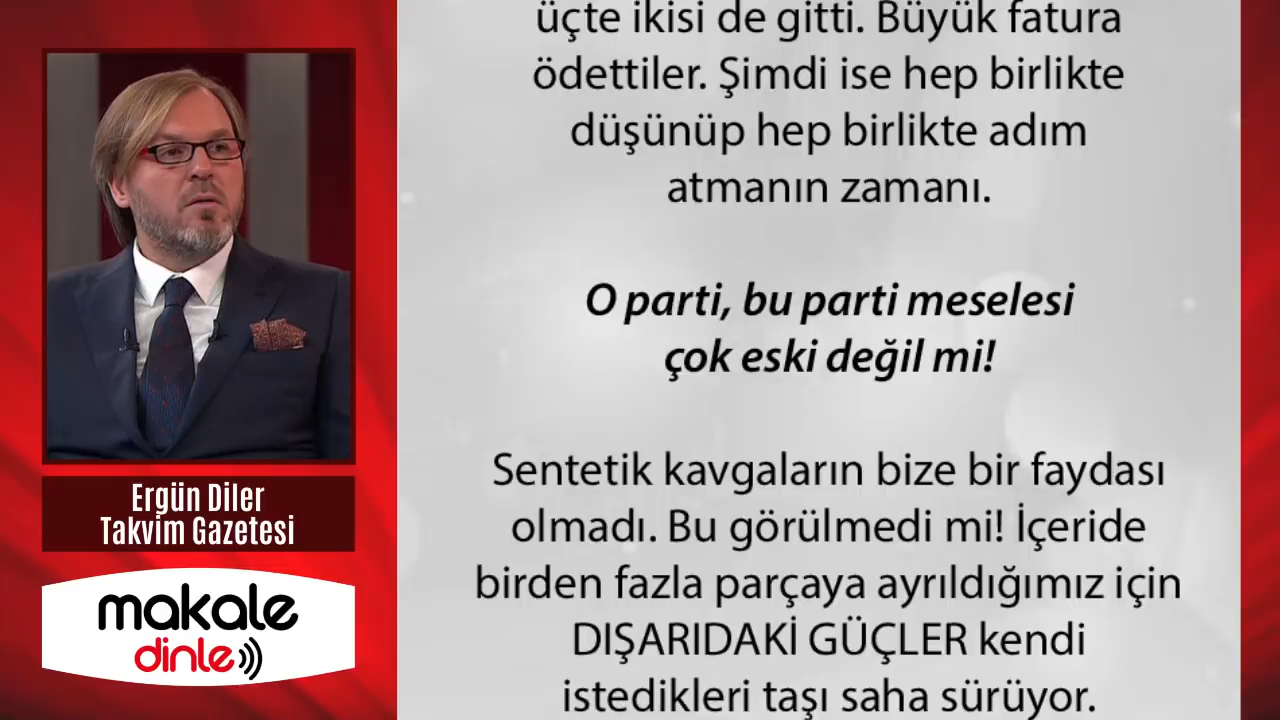 üçte ikisi de gitti. Büyük fatura
ödettiler. Şimdi ise hep birlikte
düşünüp hep birlikte adım
atmanın zamanı.
O parti, bu parti meselesi
çok eski değil mi!
Sentetik kavgaların bize bir faydası
olmadı. Bu görülmedi mi! İçeride
birden fazla parçaya ayrıldığımız için
DIŞARIDAKİ GÜÇLER kendi
istedikleri taşı saha sürüyor.
Ergün Diler
Takvim Gazetesi
makale
dinle